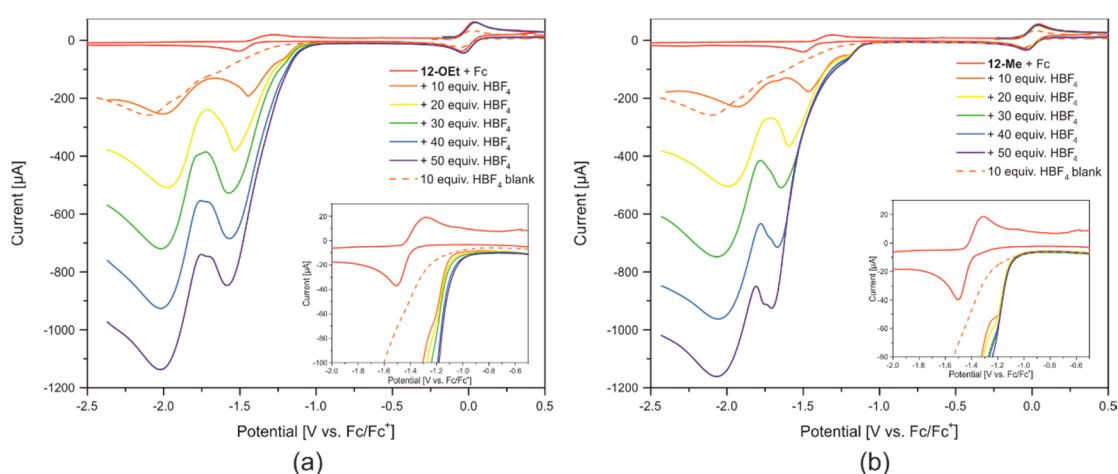 0
-200
-400
-600
-800
-1000
-1200
Current [µA]
-2.5
-2.0
-1.5
-1.0
-0.5
0.0
0.5
Potential [V vs. Fc/Fc+]
12-OEt + Fc
+ 10 equiv. HBF4
+ 20 equiv. HBF4
+ 30 equiv. HBF4
+ 40 equiv. HBF4
+ 50 equiv. HBF4
10 equiv. HBF4 blank
40
20
0
-20
-40
-60
-80
-100
Current [µA]
-2.0
-1.8
-1.6
-1.4
-1.2
-1.0
-0.8
-0.6
Potential [V vs. Fc/Fc+]
(a)
0
-200
-400
-600
-800
-1000
-1200
Current [µA]
-2.5
-2.0
-1.5
-1.0
-0.5
0.0
0.5
Potential [V vs. Fc/Fc+]
12-Me + Fc
+ 10 equiv. HBF4
+ 20 equiv. HBF4
+ 30 equiv. HBF4
+ 40 equiv. HBF4
+ 50 equiv. HBF4
10 equiv. HBF4 blank
20
0
-20
-40
-60
-80
Current [µA]
-2.0
-1.8
-1.6
-1.4
-1.2
-1.0
-0.8
-0.6
Potential [V vs. Fc/Fc+]
(b)